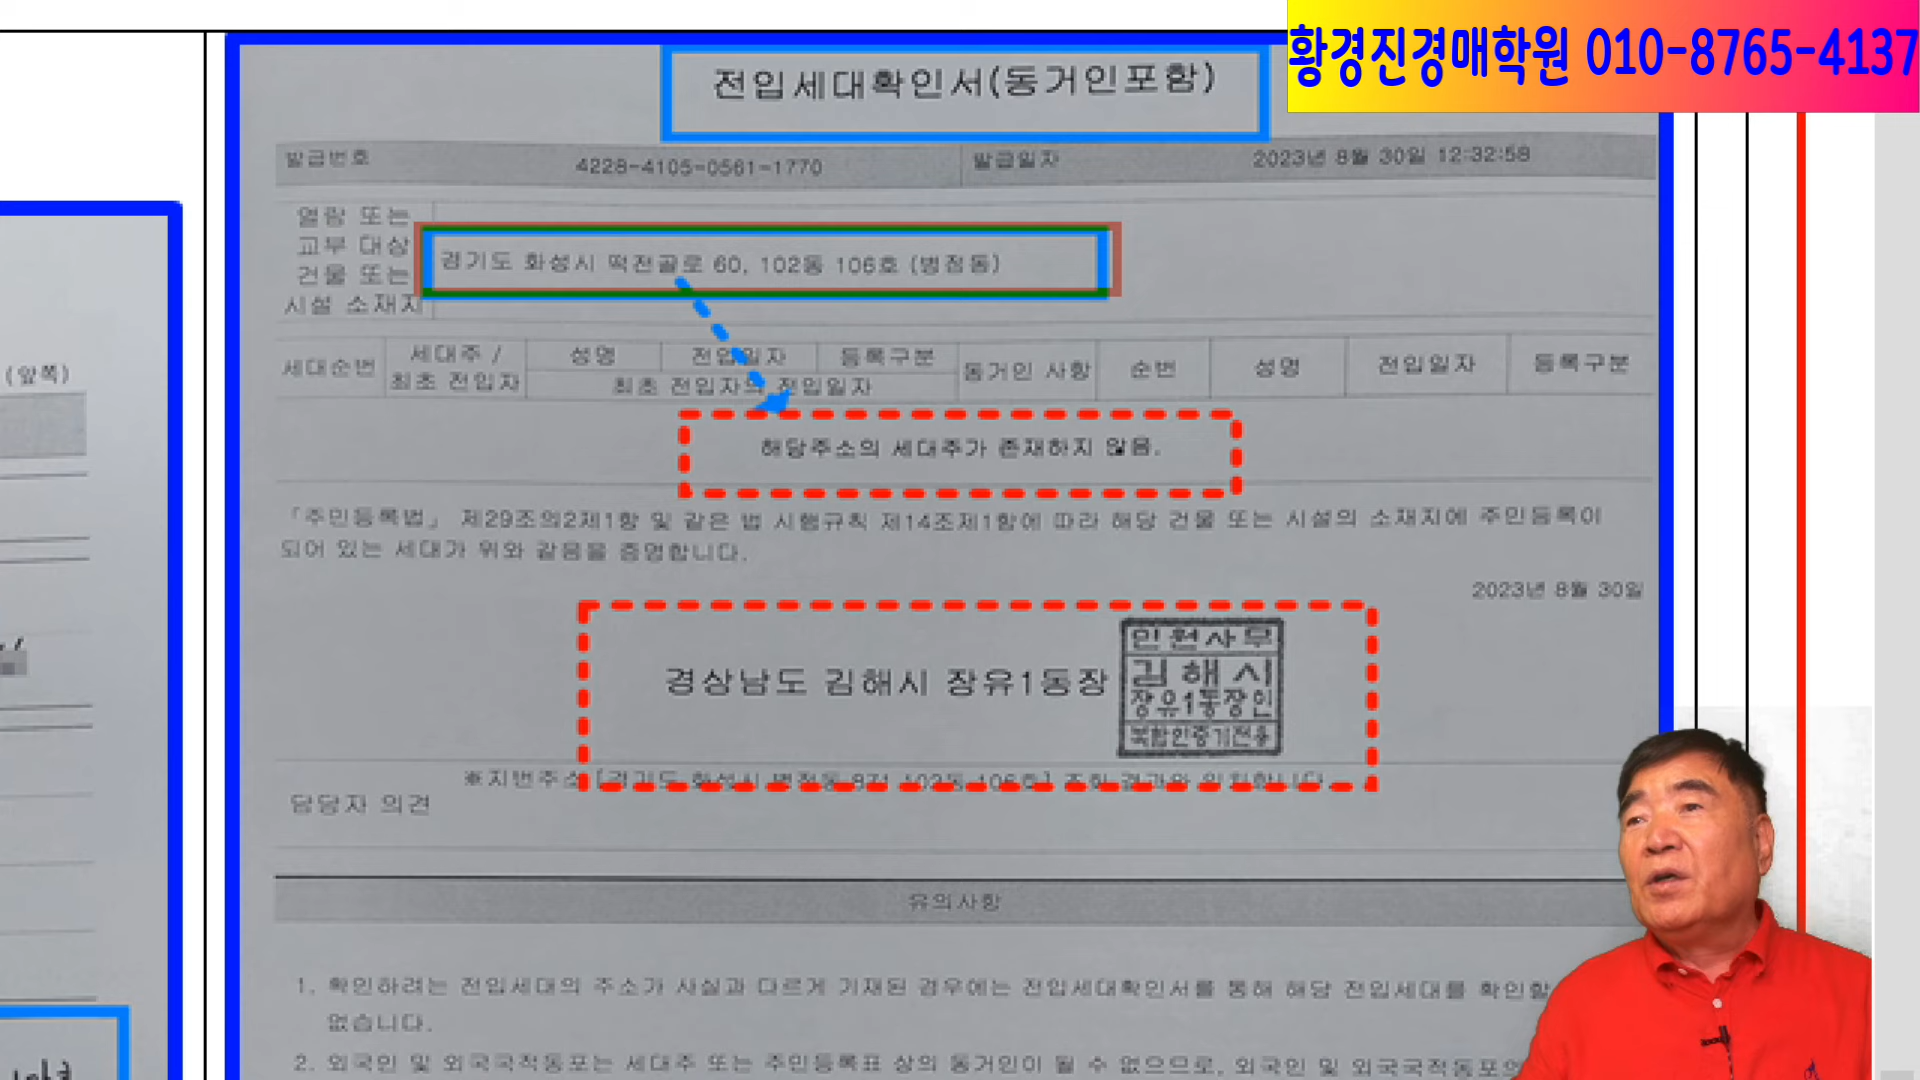 황경진경매학원 010-8765-4137
전입세대확인서(동거인포함)
발급번호 4228-4105-0561-1770 발급일자 2023년 8월 30일 12:32:58
열람 또는
교부 대상
건물 또는
시설 소재지
경기도 화성시 떡전골로 60, 102동 106호 (병점동)
세대순번 세대주 / 최초 전입자 성명 전입일자 등록구분 동거인 사항 순번 성명 전입일자 등록구분
최초 전입자의 전입일자
해당주소의 세대주가 존재하지 않음.
「주민등록법」 제29조의2제1항 및 같은 법 시행규칙 제14조제1항에 따라 해당 건물 또는 시설의 소재지에 주민등록이
되어 있는 세대가 위와 같음을 증명합니다.
2023년 8월 30일
경상남도 김해시 장유1동장
민원사무
김해시
장유1동장인
복합인증기전용
※지번주소 [경기도 화성시 병점동 102동 106호] 조회 결과와 일치합니다.
담당자 의견
유의사항
1. 확인하려는 전입세대의 주소가 사실과 다르게 기재된 경우에는 전입세대확인서를 통해 해당 전입세대를 확인할
없습니다.
2. 외국인 및 외국국적동포는 세대주 또는 주민등록표 상의 동거인이 될 수 없으므로, 외국인 및 외국국적동포의
(앞쪽)